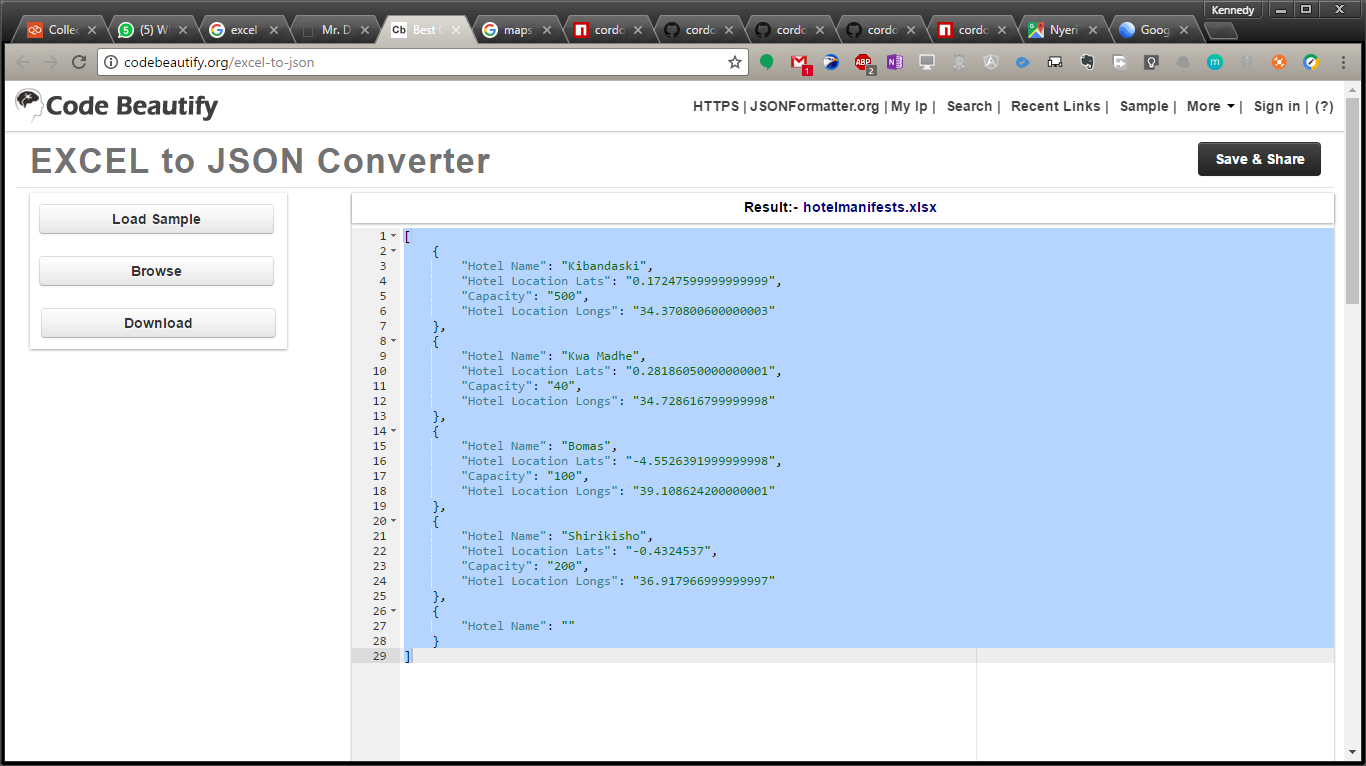 Kennedy
Collec
(5) W
excel
Mr. D
Cb Best
maps
cordo
cordo
cordo
cordo
cordo
Nyeri
Goog
codebeautify.org/excel-to-json
1
ABP
2
Code Beautify
HTTPS | JSONFormatter.org | My Ip | Search | Recent Links | Sample | More | Sign in | (?)
EXCEL to JSON Converter
Save & Share
Load Sample
Browse
Download
Result:- hotelmanifests.xlsx
1 [
2 {
3 "Hotel Name": "Kibandaski",
4 "Hotel Location Lats": "0.17247599999999999",
5 "Capacity": "500",
6 "Hotel Location Longs": "34.370800600000003"
7 },
8 {
9 "Hotel Name": "Kwa Madhe",
10 "Hotel Location Lats": "0.28186050000000001",
11 "Capacity": "40",
12 "Hotel Location Longs": "34.728616799999998"
13 },
14 {
15 "Hotel Name": "Bomas",
16 "Hotel Location Lats": "-4.5526391999999998",
17 "Capacity": "100",
18 "Hotel Location Longs": "39.108624200000001"
19 },
20 {
21 "Hotel Name": "Shirikisho",
22 "Hotel Location Lats": "-0.4324537",
23 "Capacity": "200",
24 "Hotel Location Longs": "36.917966999999997"
25 },
26 {
27 "Hotel Name": ""
28 }
29 ]